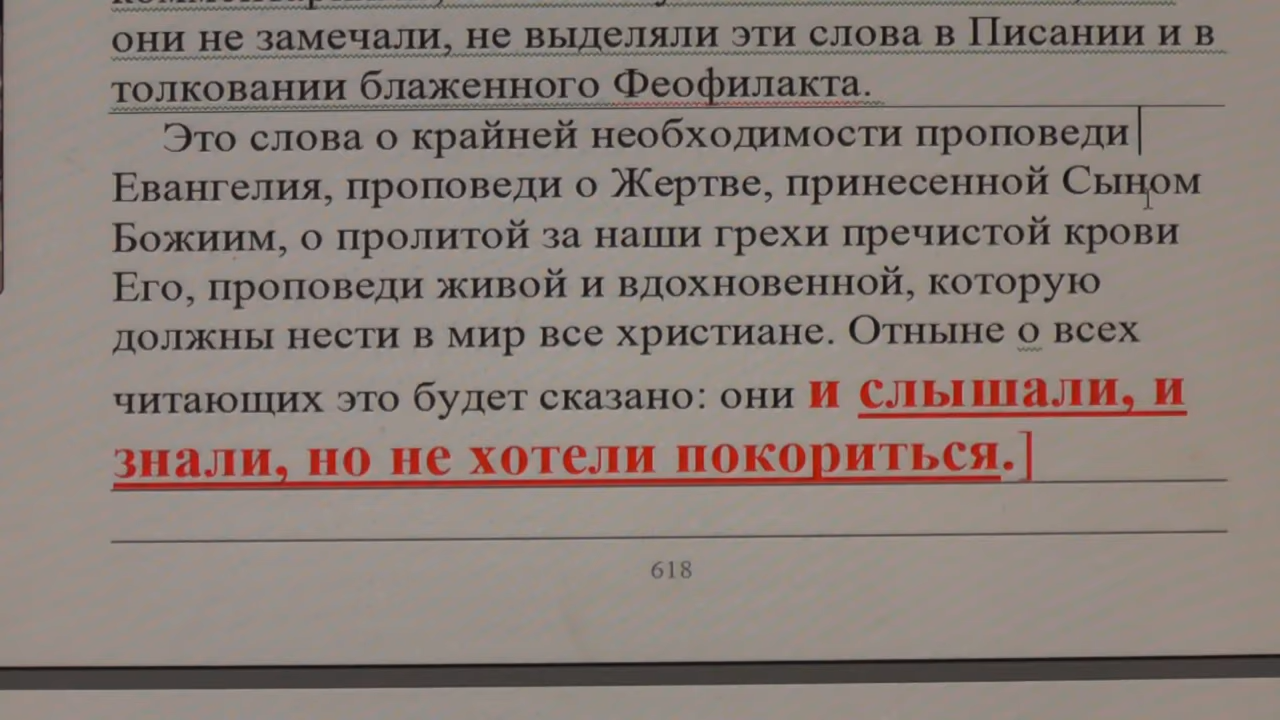 они не замечали, не выделяли эти слова в Писании и в
толковании блаженного Феофилакта.
Это слова о крайней необходимости проповеди
Евангелия, проповеди о Жертве, принесенной Сыном
Божиим, о пролитой за наши грехи пречистой крови
Его, проповеди живой и вдохновенной, которую
должны нести в мир все христиане. Отныне о всех
читающих это будет сказано: они и слышали, и
знали, но не хотели покориться.]
618